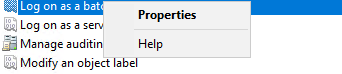 Log on as a batc
Properties
Log on as a serv
Manage auditin
Help
Modify an object label